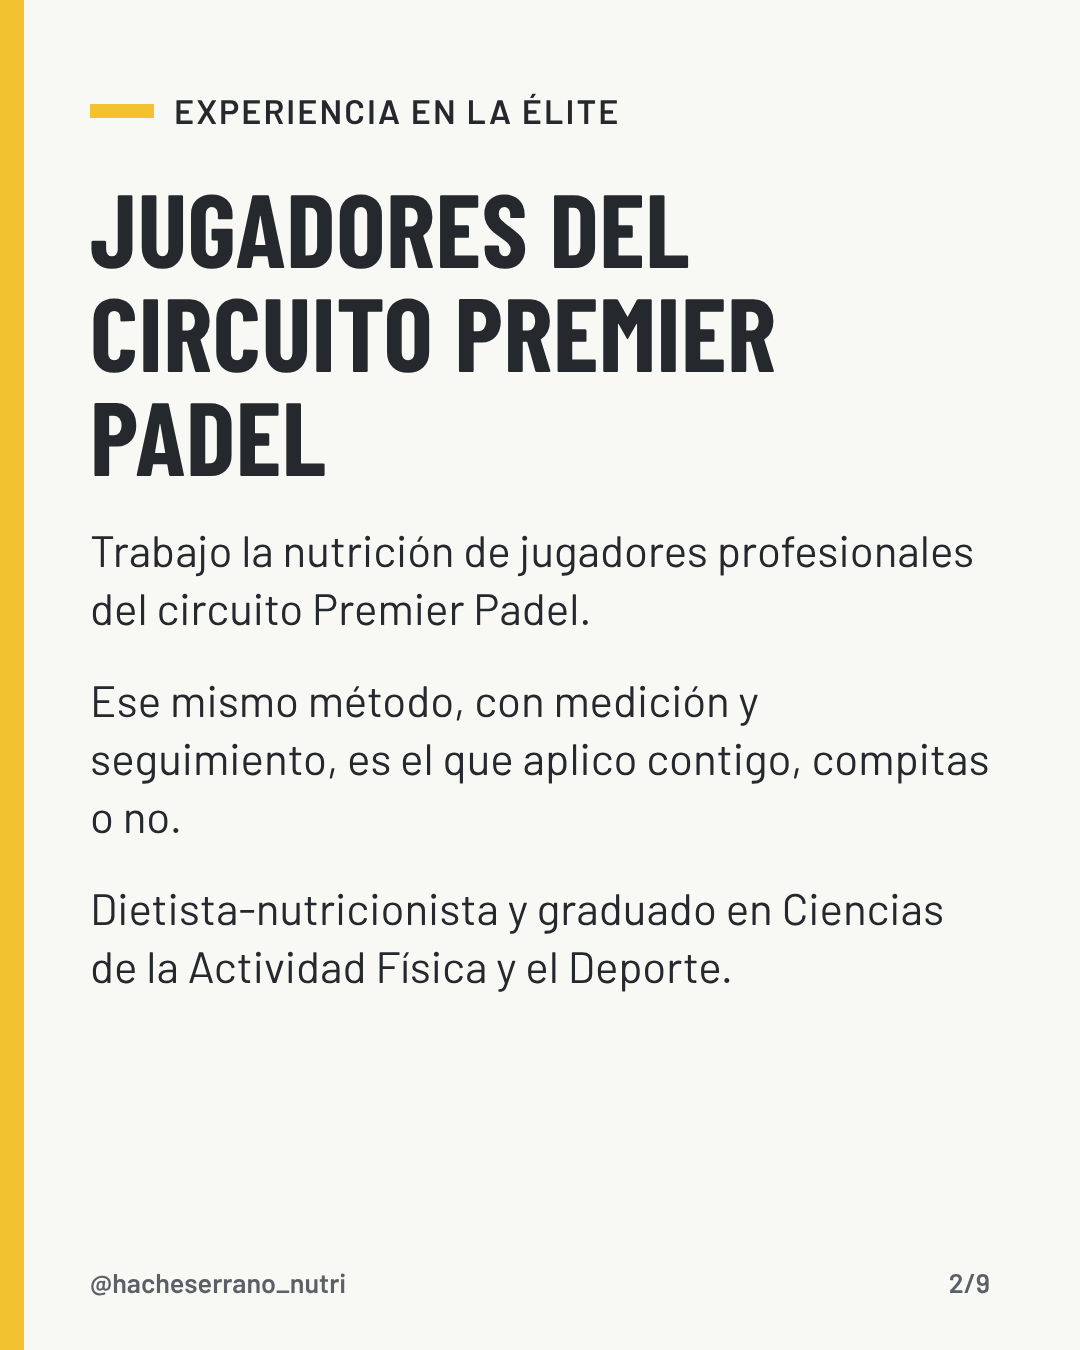 EXPERIENCIA EN LA ÉLITE
JUGADORES DEL
CIRCUITO PREMIER
PADEL
Trabajo la nutrición de jugadores profesionales
del circuito Premier Padel.
Ese mismo método, con medición y
seguimiento, es el que aplico contigo, compitas
o no.
Dietista-nutricionista y graduado en Ciencias
de la Actividad Física y el Deporte.
@hacheserrano_nutri
2/9